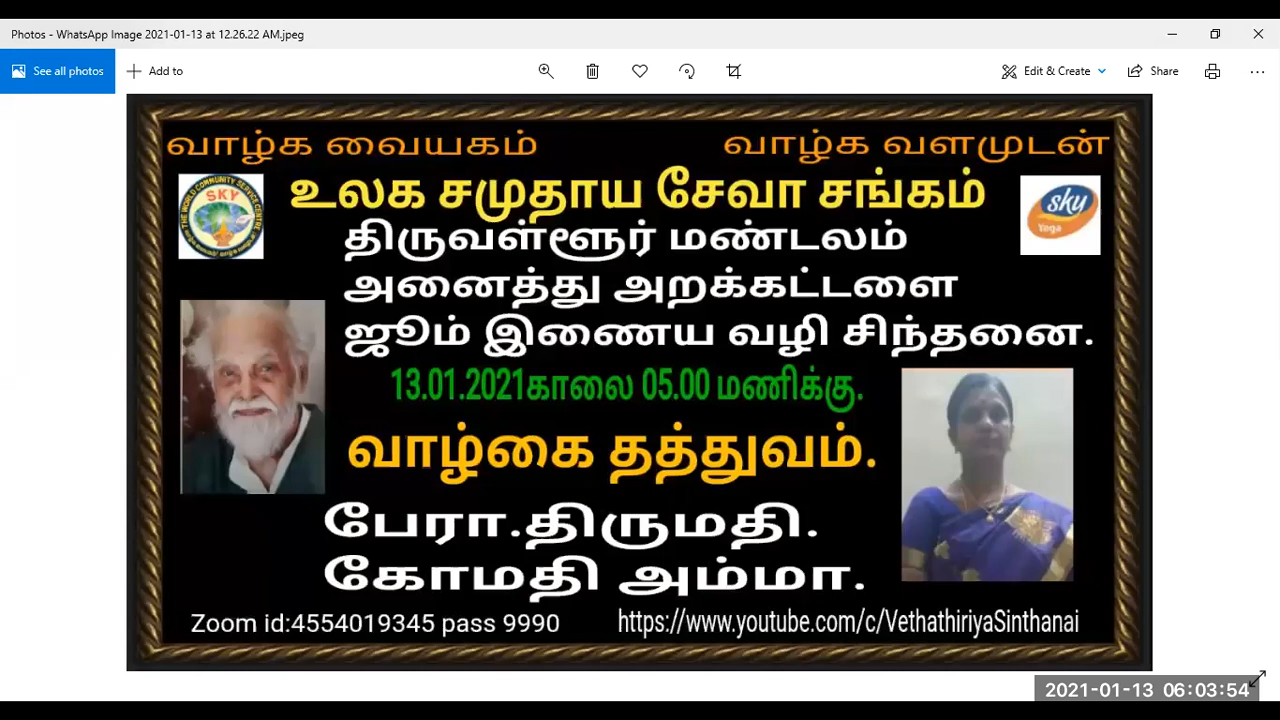 Photos - WhatsApp Image 2021-01-13 at 12.26.22 AM.jpeg
See all photos
Add to
Edit & Create
Share
வாழ்க வையகம்
வாழ்க வளமுடன்
உலக சமுதாய சேவா சங்கம்
SKY
sky
Yoga
திருவள்ளூர் மண்டலம்
அனைத்து அறக்கட்டளை
ஜூம் இணைய வழி சிந்தனை.
13.01.2021காலை 05.00 மணிக்கு.
வாழ்கை தத்துவம்.
பேரா.திருமதி.
கோமதி அம்மா.
Zoom id:4554019345 pass 9990
https://www.youtube.com/c/VethathiriyaSinthanai
2021-01-13 06:03:54